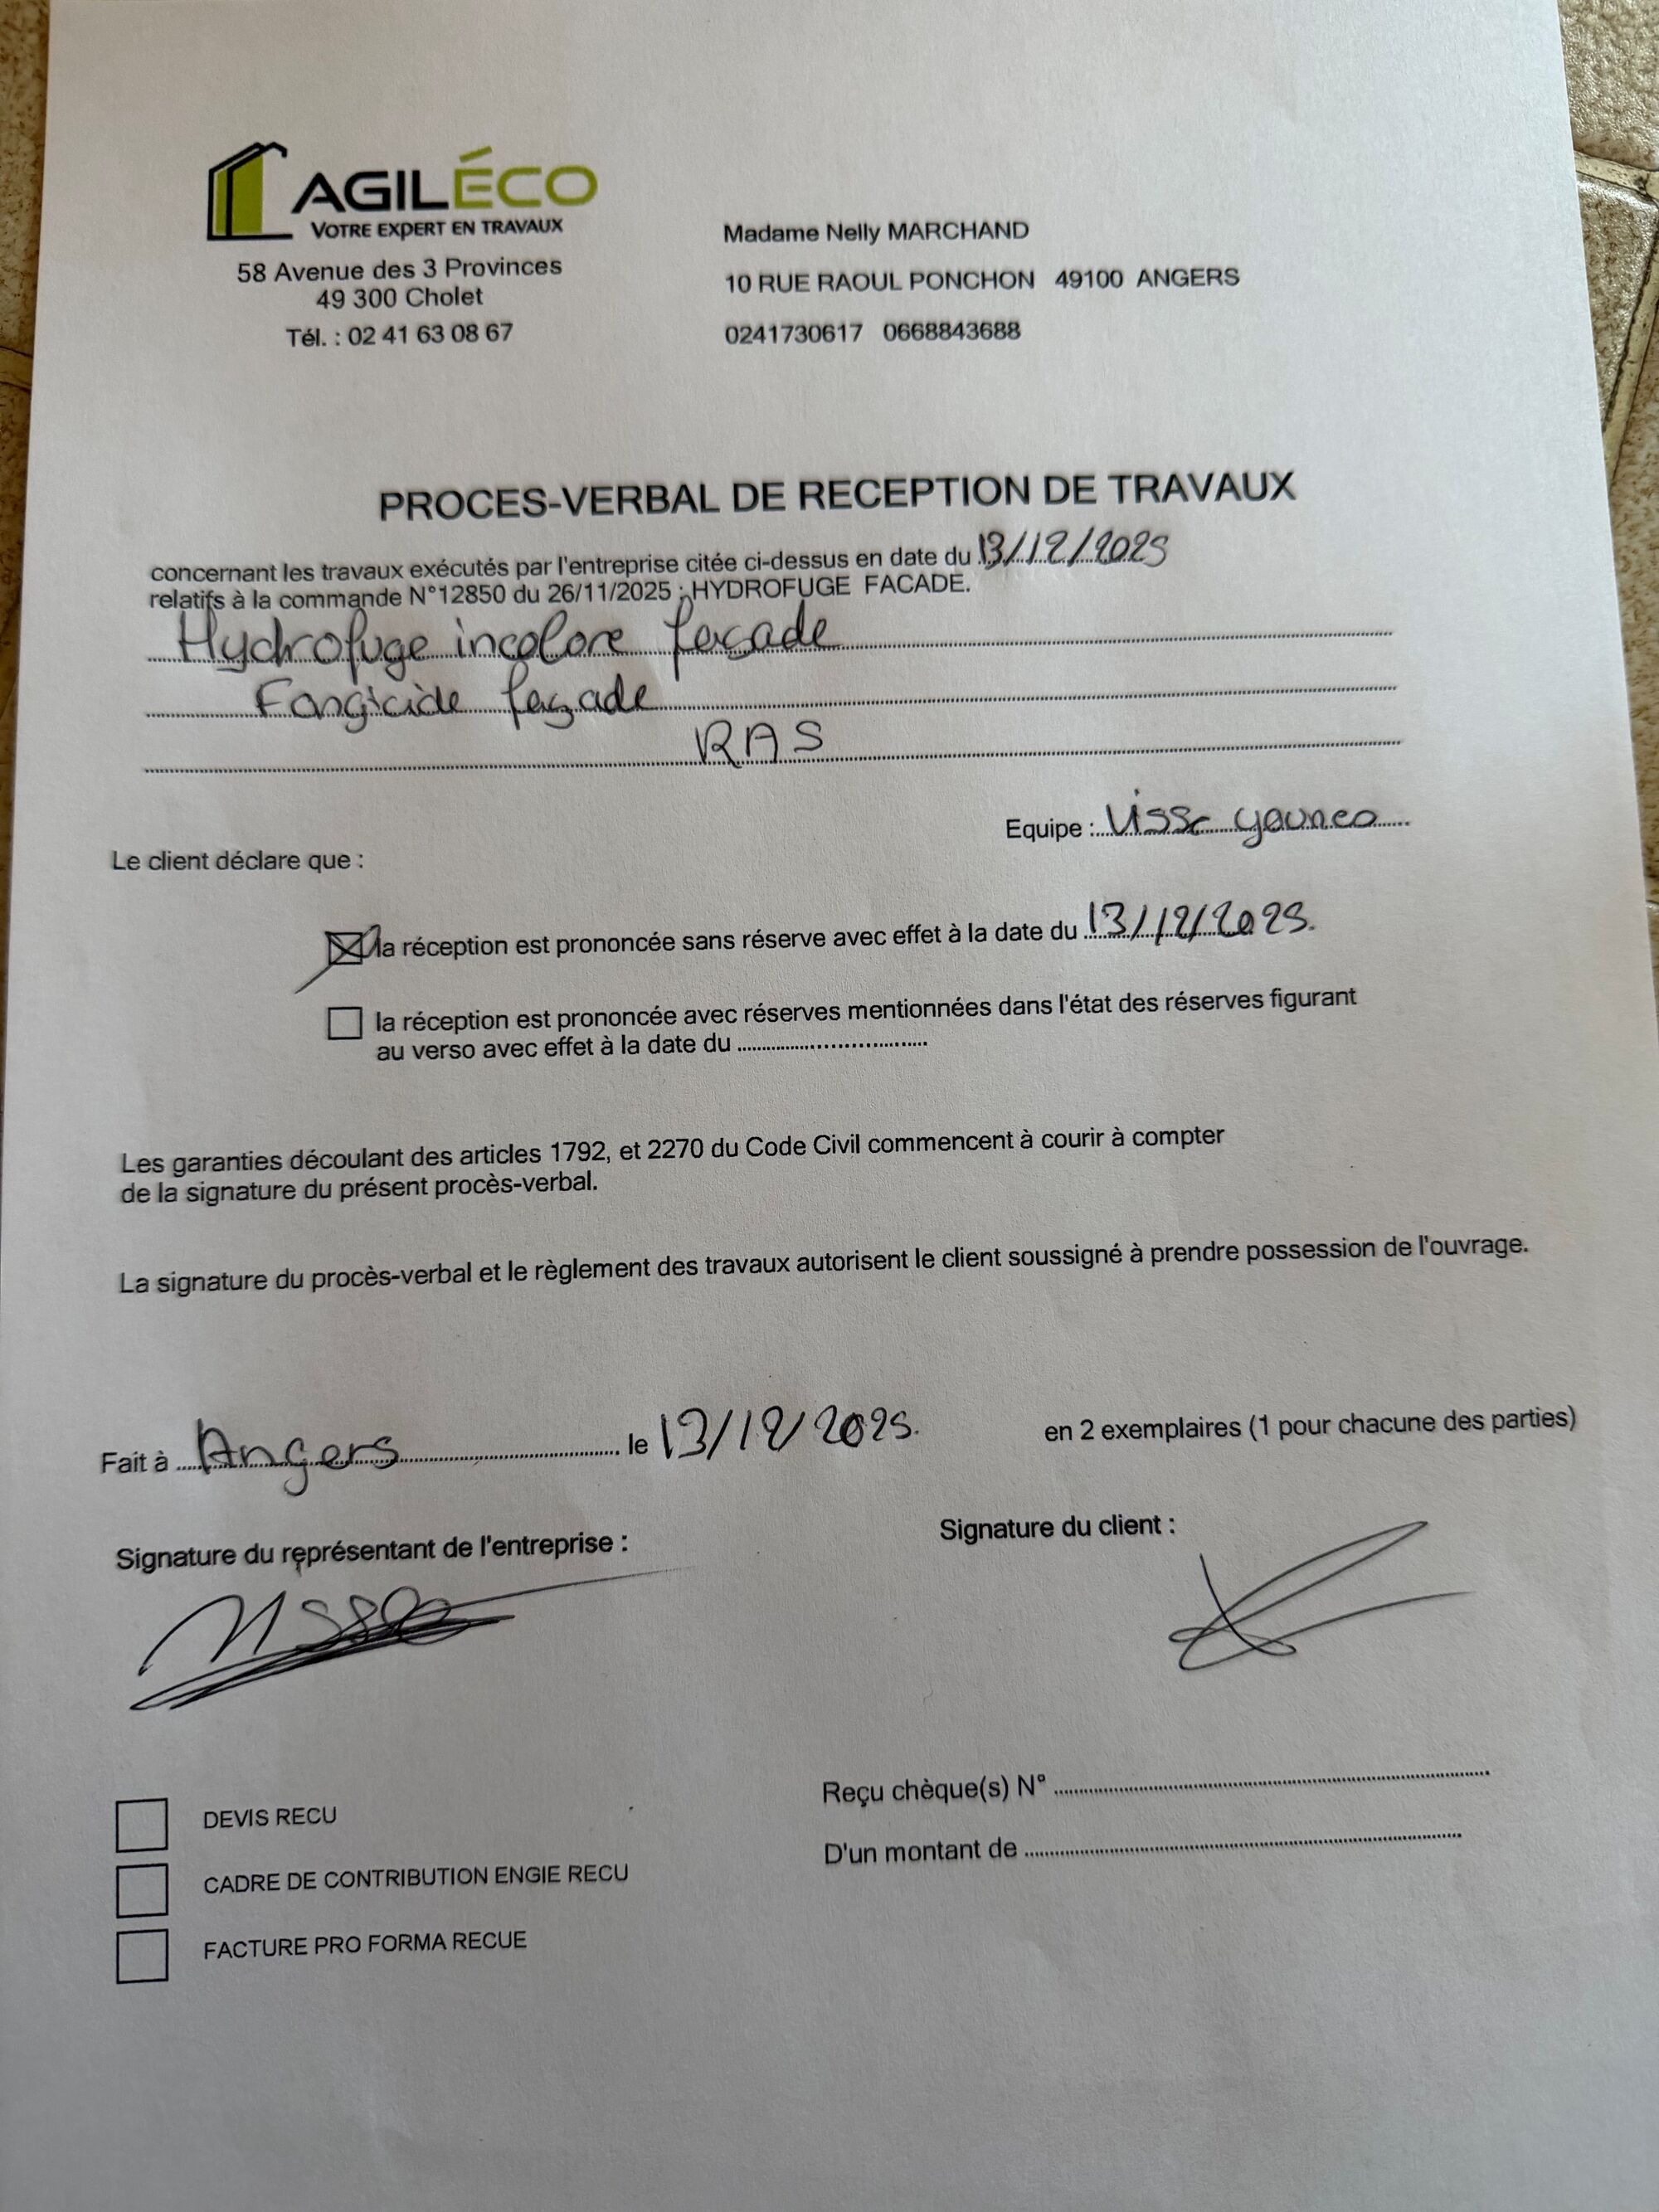 AGILÉCO
VOTRE EXPERT EN TRAVAUX
58 Avenue des 3 Provinces
49 300 Cholet
Tél. : 02 41 63 08 67
Madame Nelly MARCHAND
10 RUE RAOUL PONCHON 49100 ANGERS
0241730617 0668843688
PROCES-VERBAL DE RECEPTION DE TRAVAUX
concernant les travaux exécutés par l'entreprise citée ci-dessus en date du 13/12/2025
relatifs à la commande N°12850 du 26/11/2025 : HYDROFUGE FACADE.
Hydrofuge incolore façade
Fongicide façade
RAS
Equipe :
Le client déclare que :
la réception est prononcée sans réserve avec effet à la date du 13/12/2025.
la réception est prononcée avec réserves mentionnées dans l'état des réserves figurant
au verso avec effet à la date du
Les garanties découlant des articles 1792, et 2270 du Code Civil commencent à courir à compter
de la signature du présent procès-verbal.
La signature du procès-verbal et le règlement des travaux autorisent le client soussigné à prendre possession de l'ouvrage.
Fait à Angers le 13/12/2025. en 2 exemplaires (1 pour chacune des parties)
Signature du représentant de l'entreprise :
Signature du client :
DEVIS RECU
CADRE DE CONTRIBUTION ENGIE RECU
FACTURE PRO FORMA RECUE
Reçu chèque(s) N°
D'un montant de